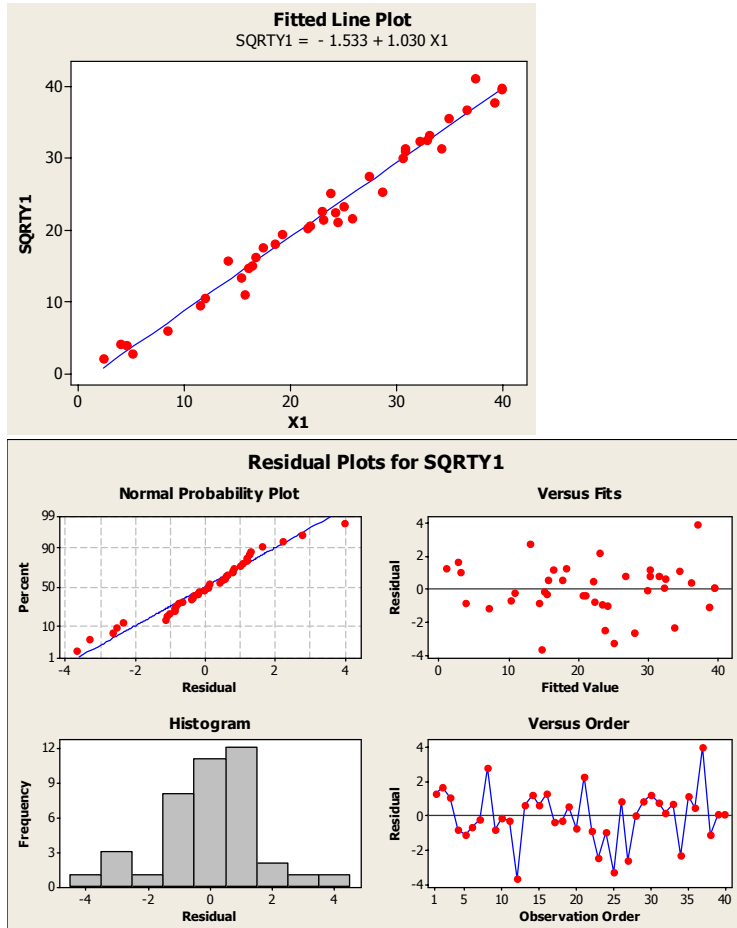 Fitted Line Plot
SQRTY1 = - 1.533 + 1.030 X1
40
30
20
10
0
SQRTY1
0 10 20 30 40
X1
Residual Plots for SQRTY1
Normal Probability Plot
99
90
50
10
1
Percent
-4 -2 0 2 4
Residual
Versus Fits
4
2
0
-2
-4
Residual
0 10 20 30 40
Fitted Value
Histogram
12
9
6
3
0
Frequency
-4 -2 0 2 4
Residual
Versus Order
4
2
0
-2
-4
Residual
1 5 10 15 20 25 30 35 40
Observation Order